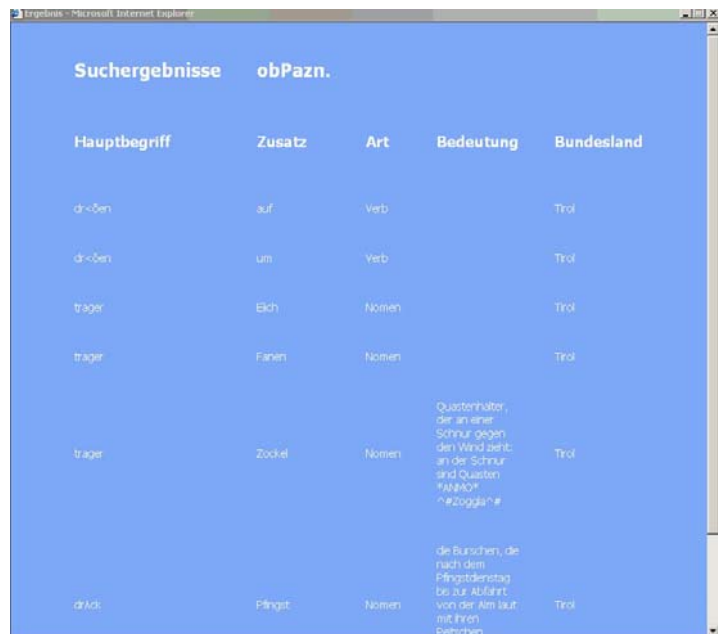 Ergebnis - Microsoft Internet Explorer
Suchergebnisse obPazn.
Hauptbegriff Zusatz Art Bedeutung Bundesland
dr<ðen auf Verb Tirol
dr<ðen um Verb Tirol
trager Elich Nomen Tirol
trager Fanen Nomen Tirol
Quastenhalter,
der an einer
Schnur gegen
den Wind zieht:
trager Zockel Nomen an der Schnur Tirol
sind Quasten
*ANMO*
^#Zoggla^#
die Burschen, die
nach dem
Pfingstdienstag
bis zur Abfahrt
drAck Pfingst Nomen von der Alm laut Tirol
mit ihren
Peitschen